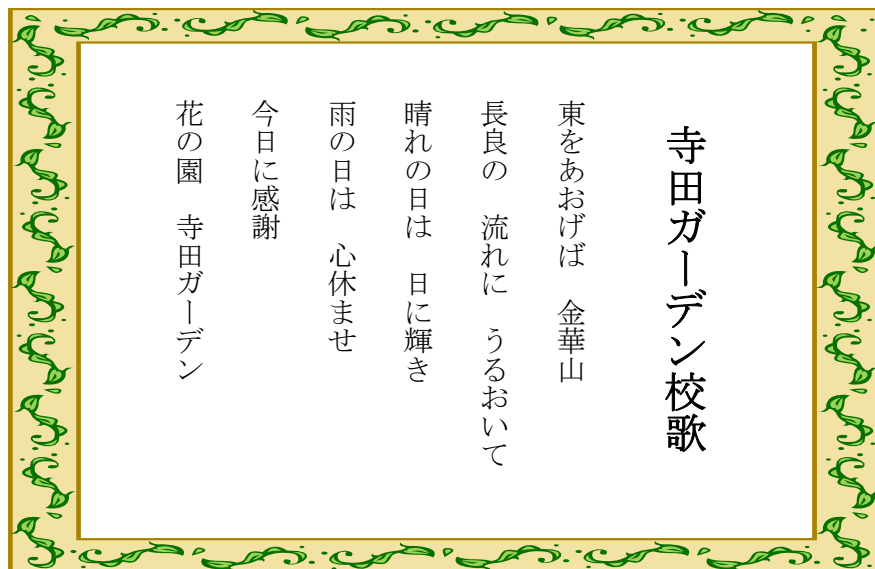 寺田ガーデン校歌
東をあおげば　金華山
長良の　流れに　うるおいて
晴れの日は　日に輝き
雨の日は　心休ませ
今日に感謝
花の園　寺田ガーデン